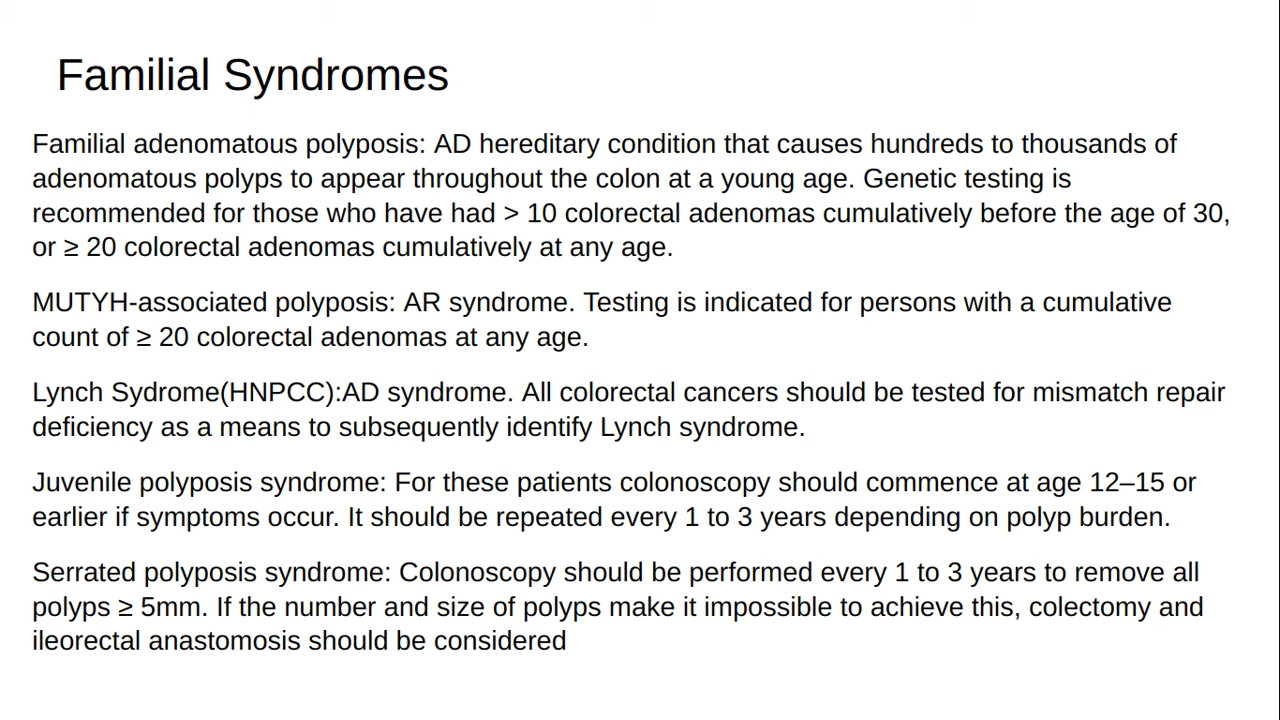 Familial Syndromes
Familial adenomatous polyposis: AD hereditary condition that causes hundreds to thousands of
adenomatous polyps to appear throughout the colon at a young age. Genetic testing is
recommended for those who have had > 10 colorectal adenomas cumulatively before the age of 30,
or ≥ 20 colorectal adenomas cumulatively at any age.
MUTYH-associated polyposis: AR syndrome. Testing is indicated for persons with a cumulative
count of ≥ 20 colorectal adenomas at any age.
Lynch Sydrome(HNPCC):AD syndrome. All colorectal cancers should be tested for mismatch repair
deficiency as a means to subsequently identify Lynch syndrome.
Juvenile polyposis syndrome: For these patients colonoscopy should commence at age 12–15 or
earlier if symptoms occur. It should be repeated every 1 to 3 years depending on polyp burden.
Serrated polyposis syndrome: Colonoscopy should be performed every 1 to 3 years to remove all
polyps ≥ 5mm. If the number and size of polyps make it impossible to achieve this, colectomy and
ileorectal anastomosis should be considered